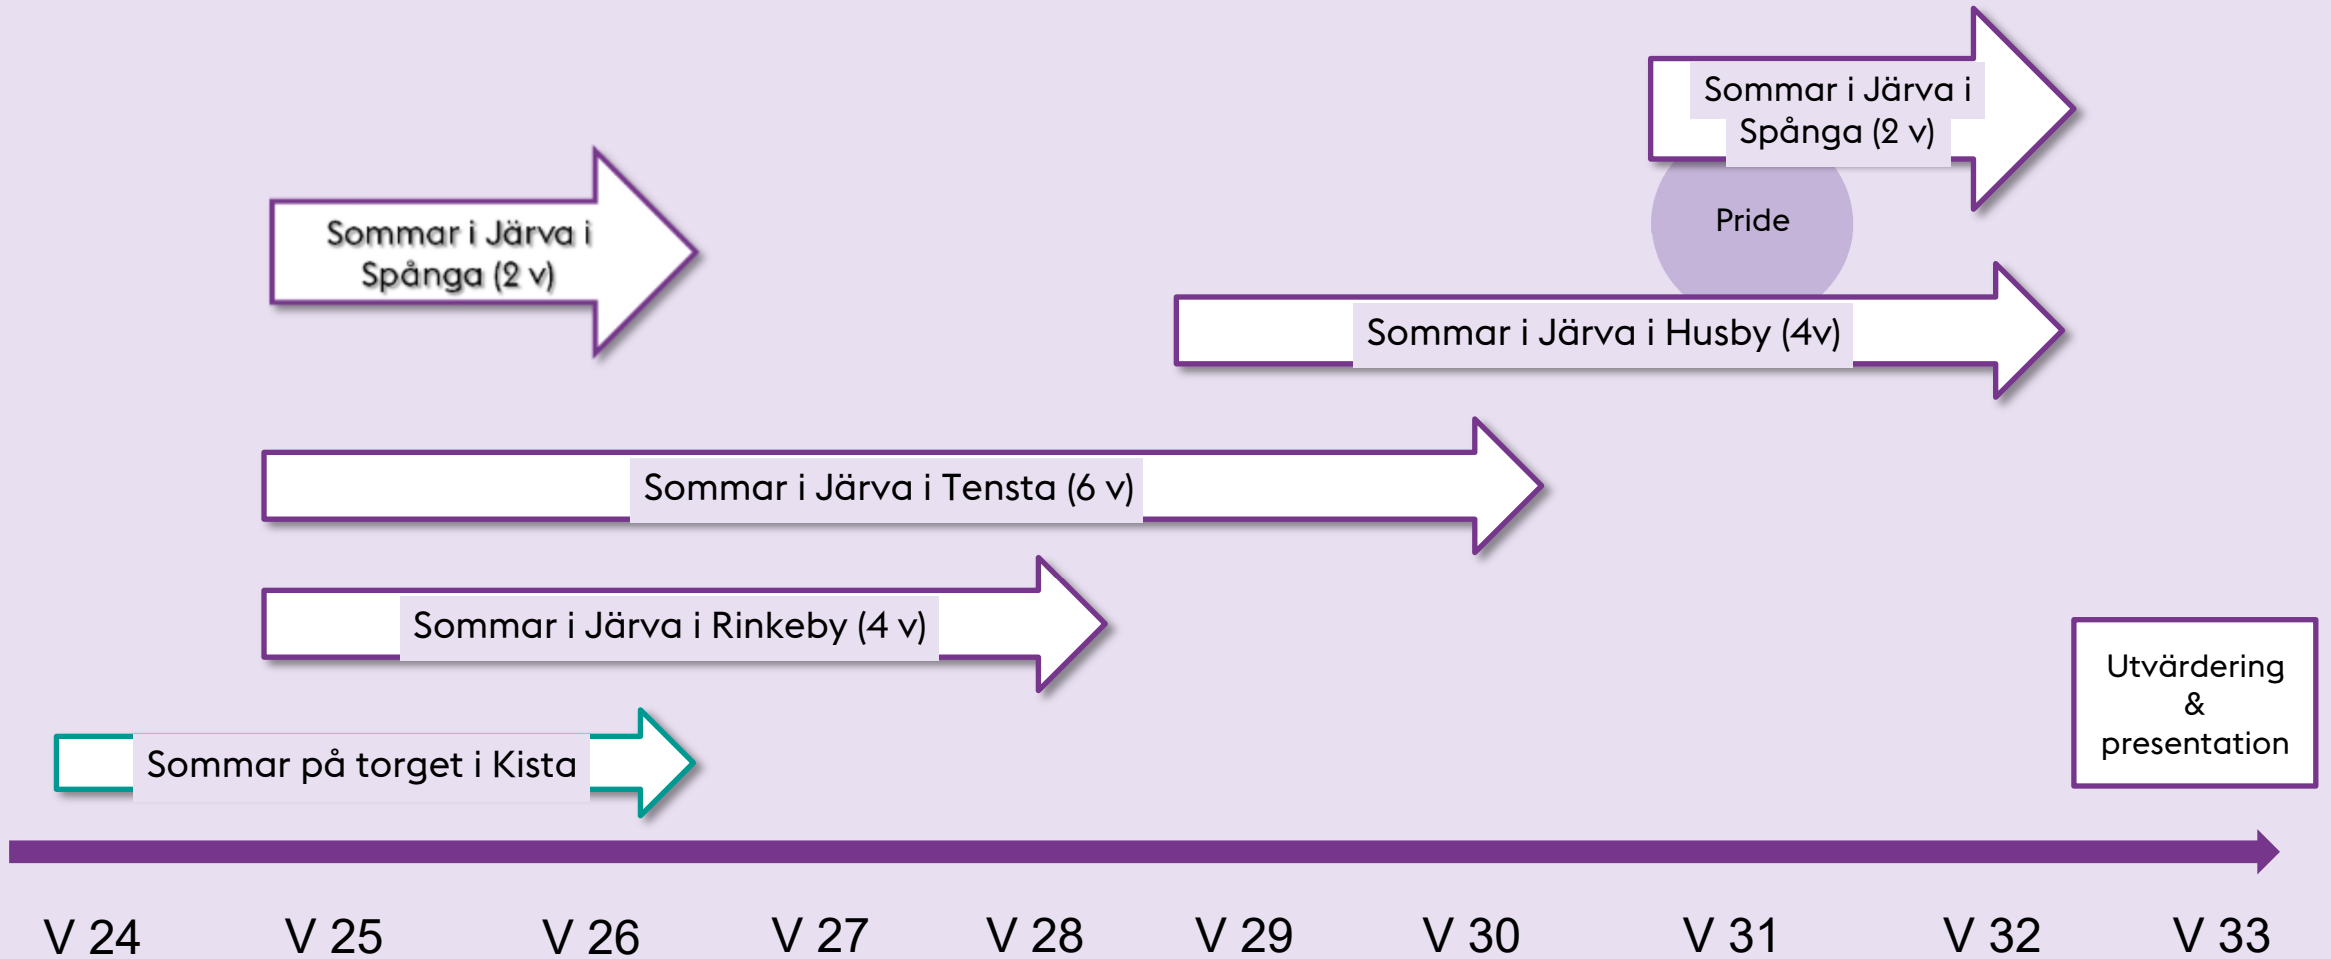 Sommar i Järva i
Spånga (2 v)
Pride
Sommar i Järva i
Spånga (2 v)
Sommar i Järva i Husby (4v)
Sommar i Järva i Tensta (6 v)
Sommar i Järva i Rinkeby (4 v)
Utvärdering
&
presentation
Sommar på torget i Kista
V 24
V 25
V 26
V 27
V 28
V 29
V 30
V 31
V 32
V 33